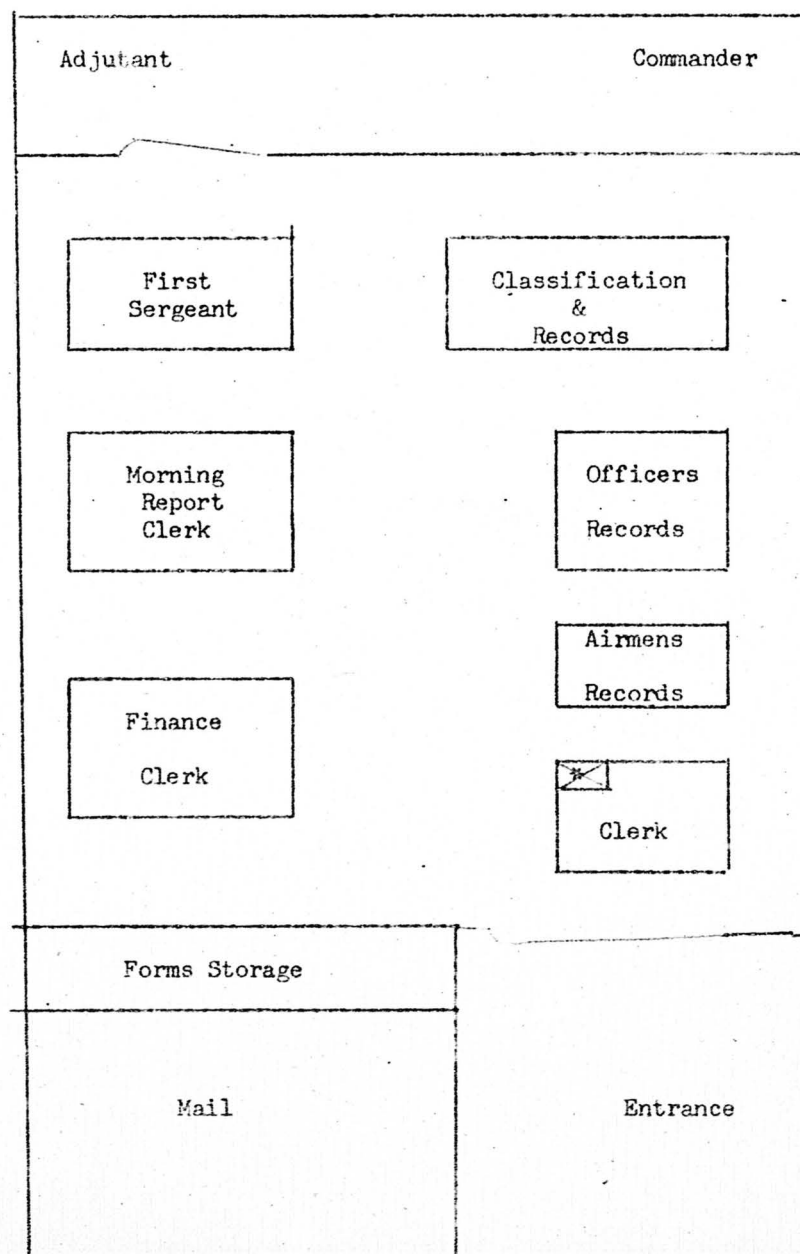 Adjutant
Commander
First
Sergeant
Classification
&
Records
Morning
Report
Clerk
Officers
Records
Airmens
Records
Finance
Clerk
*
Clerk
Forms Storage
Mail
Entrance